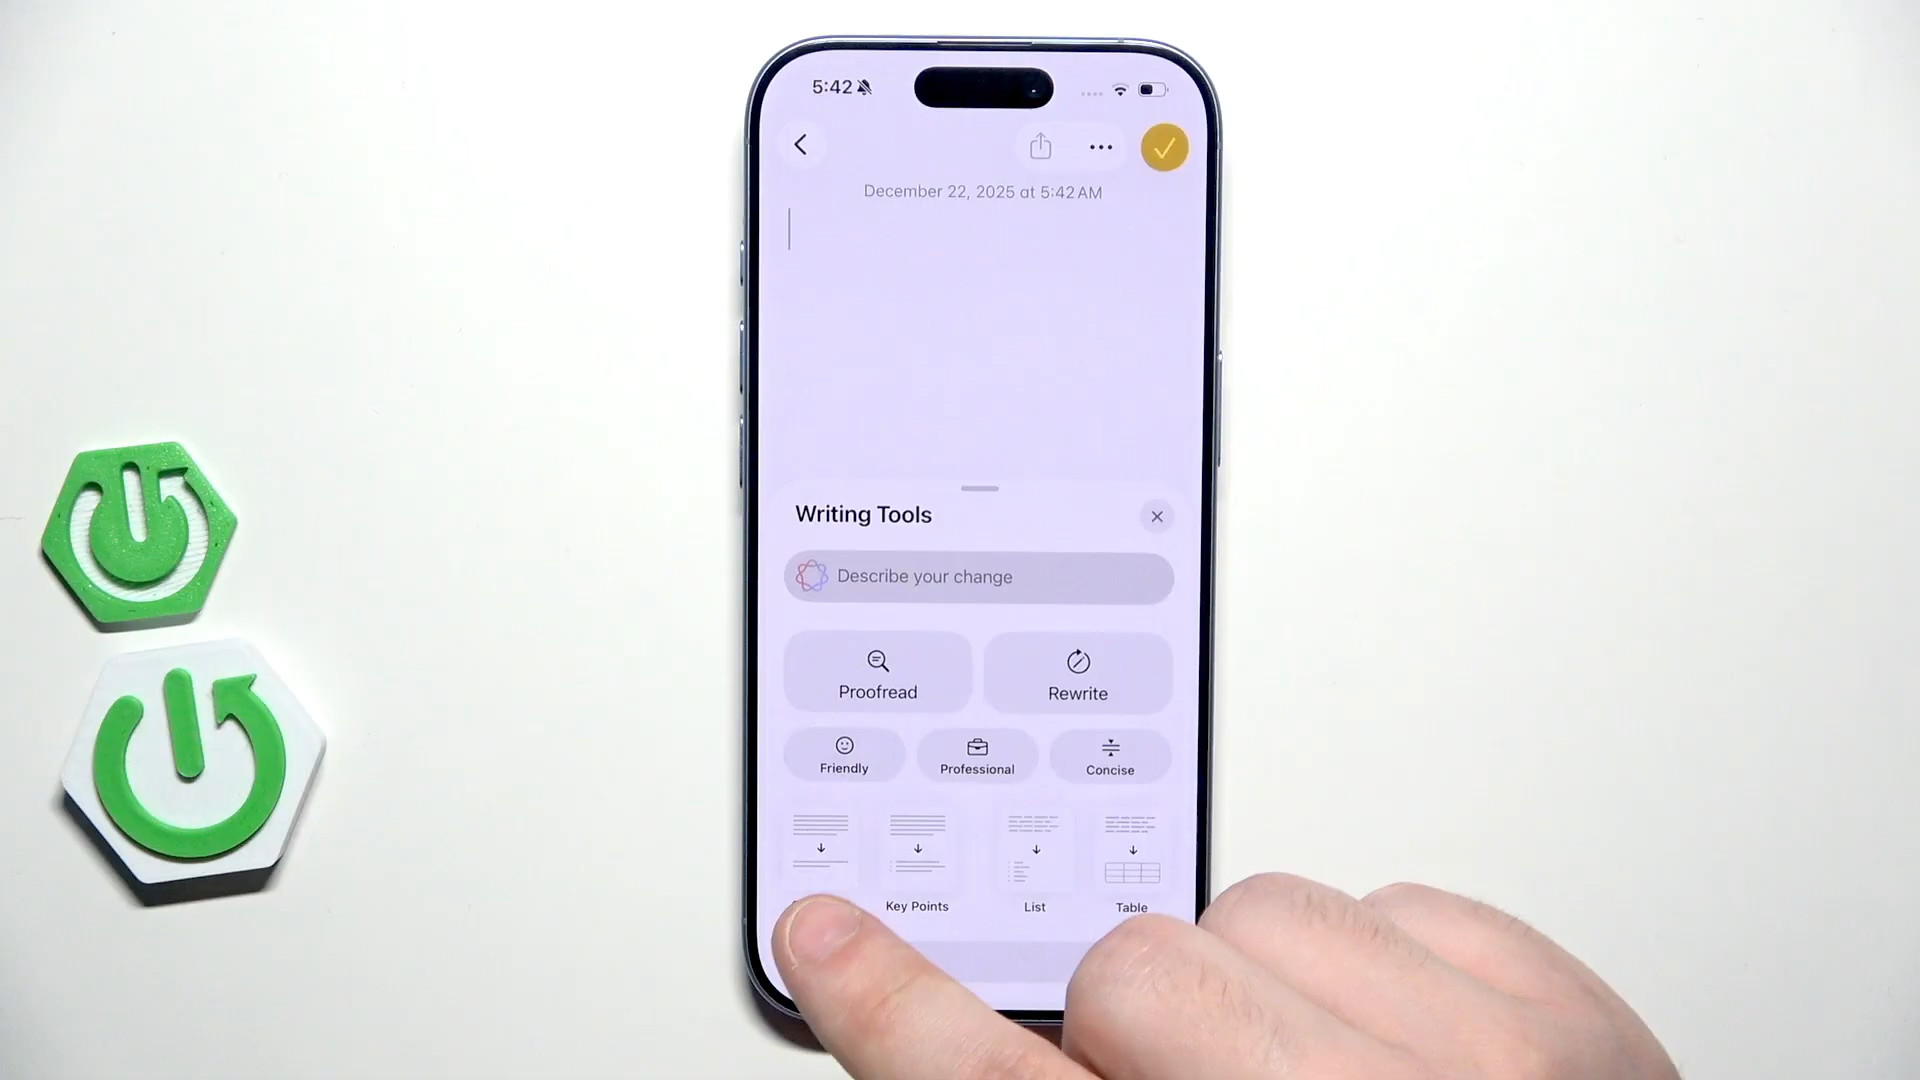 5:42
December 22, 2025 at 5:42 AM
Writing Tools
Describe your change
Proofread
Rewrite
Friendly
Professional
Concise
Key Points
List
Table